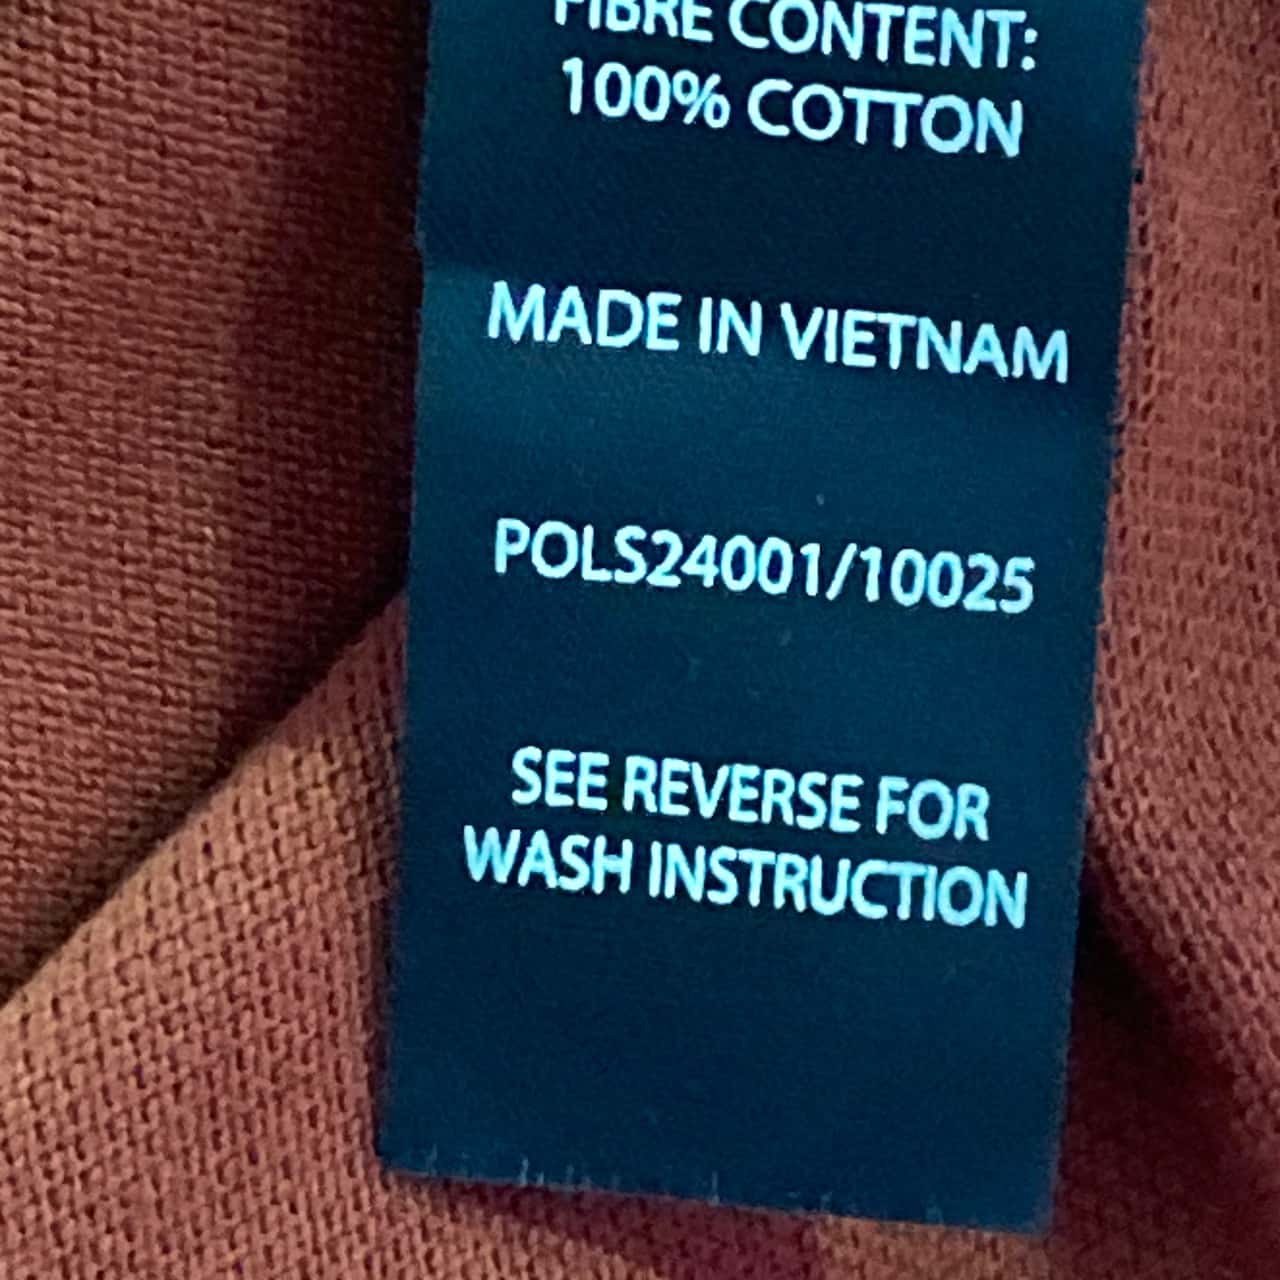 FIBRE CONTENT:
100% COTTON
MADE IN VIETNAM
POLS24001/10025
SEE REVERSE FOR
WASH INSTRUCTION